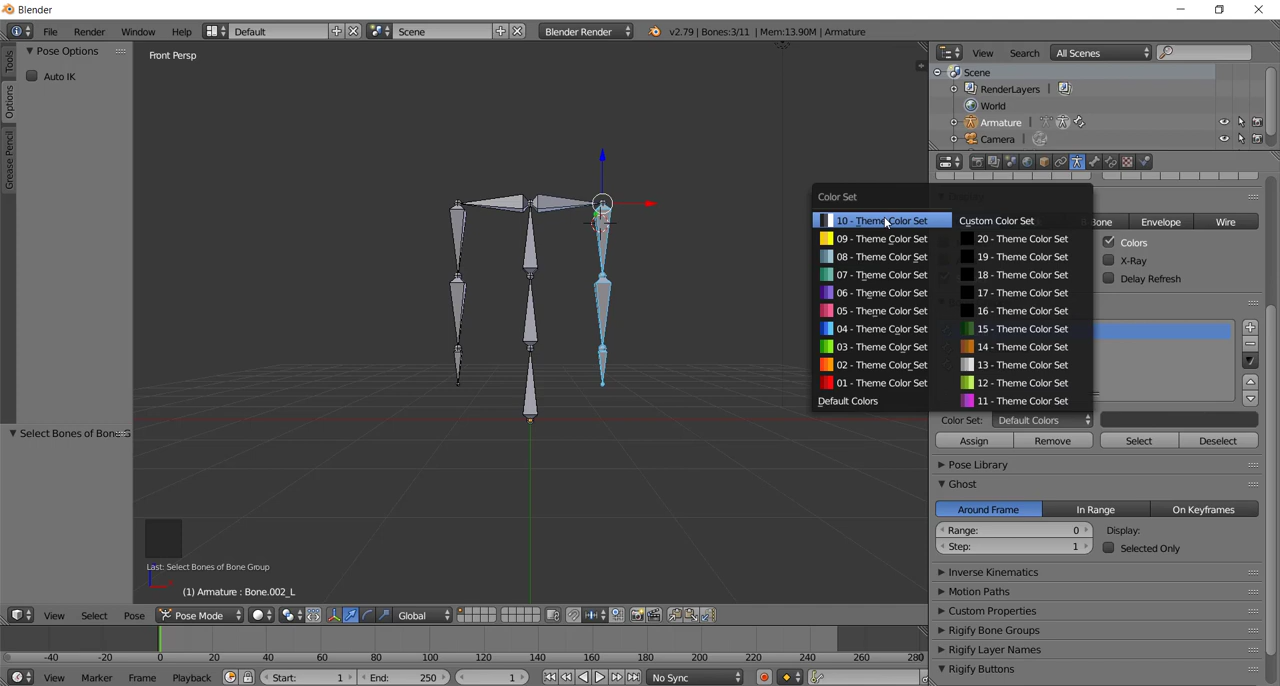 Blender
File Render Window Help Default Scene Blender Render v2.79 | Bones:3/11 | Mem:13.90M | Armature
Pose Options
Auto IK
Tools
Options
Grease Pencil
Select Bones of Bone
Front Persp
Last: Select Bones of Bone Group
(1) Armature : Bone.002_L
View Search All Scenes
Scene
RenderLayers
World
Armature
Camera
Color Set
10 - Theme Color Set Custom Color Set
09 - Theme Color Set 20 - Theme Color Set
08 - Theme Color Set 19 - Theme Color Set
07 - Theme Color Set 18 - Theme Color Set
06 - Theme Color Set 17 - Theme Color Set
05 - Theme Color Set 16 - Theme Color Set
04 - Theme Color Set 15 - Theme Color Set
03 - Theme Color Set 14 - Theme Color Set
02 - Theme Color Set 13 - Theme Color Set
01 - Theme Color Set 12 - Theme Color Set
Default Colors 11 - Theme Color Set
Bone Envelope Wire
Colors
X-Ray
Delay Refresh
Color Set: Default Colors
Assign Remove Select Deselect
Pose Library
Ghost
Around Frame In Range On Keyframes
Range: 0 Display:
Step: 1 Selected Only
Inverse Kinematics
Motion Paths
Custom Properties
Rigify Bone Groups
Rigify Layer Names
Rigify Buttons
View Select Pose Pose Mode Global
-40 -20 0 20 40 60 80 100 120 140 160 180 200 220 240 260 280
View Marker Frame Playback Start: 1 End: 250 1 No Sync